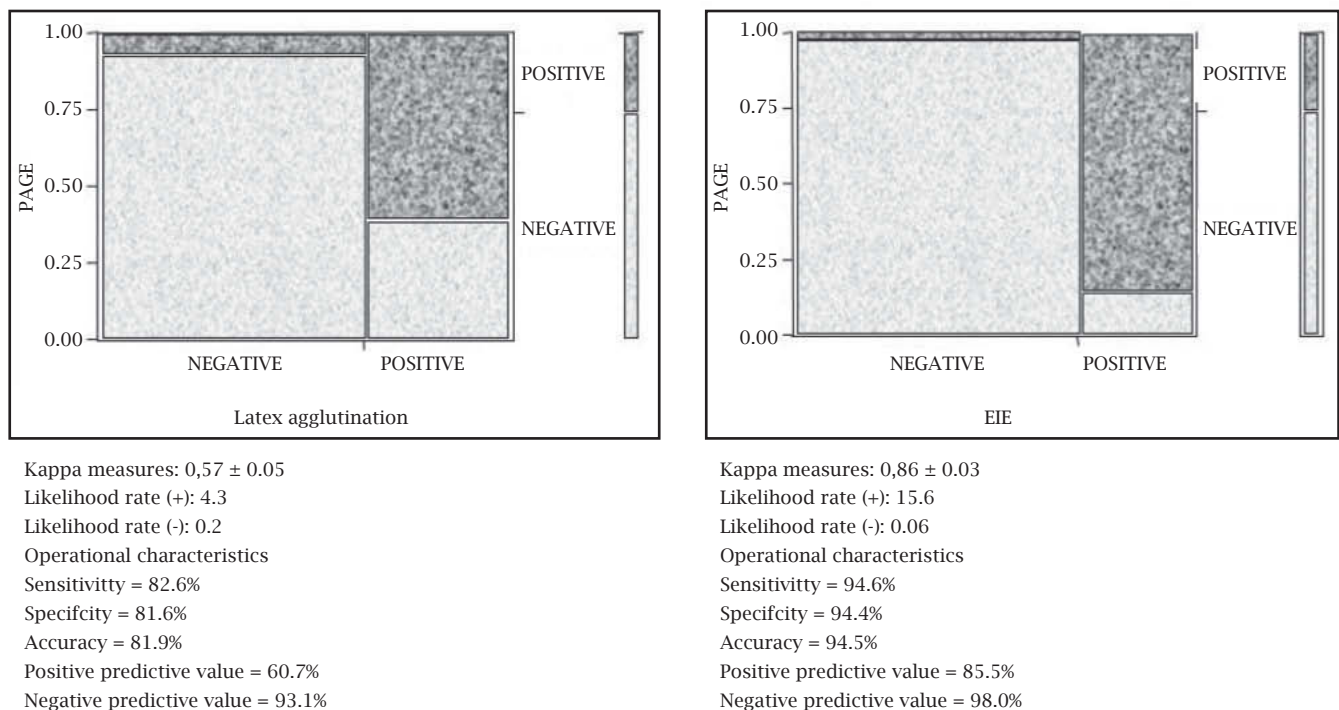 1.00
0.75
0.50
0.25
0.00
PAGE
POSITIVE
NEGATIVE
NEGATIVE POSITIVE
Latex agglutination
Kappa measures: 0,57 ± 0.05
Likelihood rate (+): 4.3
Likelihood rate (-): 0.2
Operational characteristics
Sensitivitty = 82.6%
Specifcity = 81.6%
Accuracy = 81.9%
Positive predictive value = 60.7%
Negative predictive value = 93.1%
1.00
0.75
0.50
0.25
0.00
PAGE
POSITIVE
NEGATIVE
NEGATIVE POSITIVE
EIE
Kappa measures: 0,86 ± 0.03
Likelihood rate (+): 15.6
Likelihood rate (-): 0.06
Operational characteristics
Sensitivitty = 94.6%
Specifcity = 94.4%
Accuracy = 94.5%
Positive predictive value = 85.5%
Negative predictive value = 98.0%